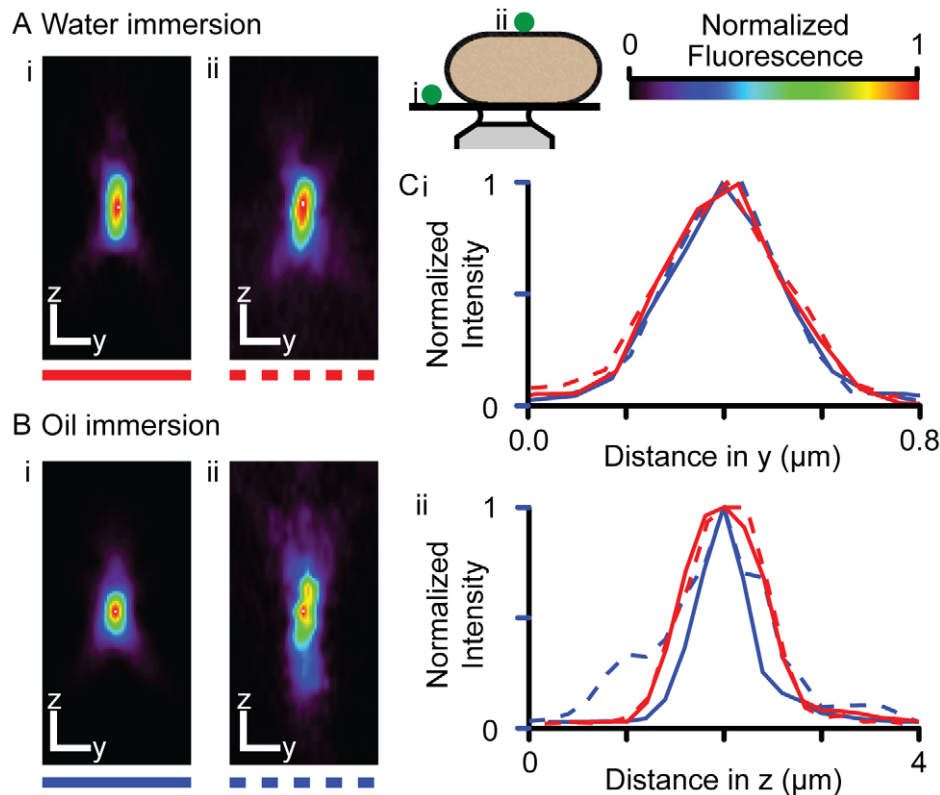 A Water immersion
i
ii
z
y
z
y
B Oil immersion
i
ii
z
y
z
y
ii
i
Normalized
Fluorescence
0
1
Ci
1
Normalized
Intensity
0
0.0
0.8
Distance in y (µm)
ii
1
Normalized
Intensity
0
0
4
Distance in z (µm)